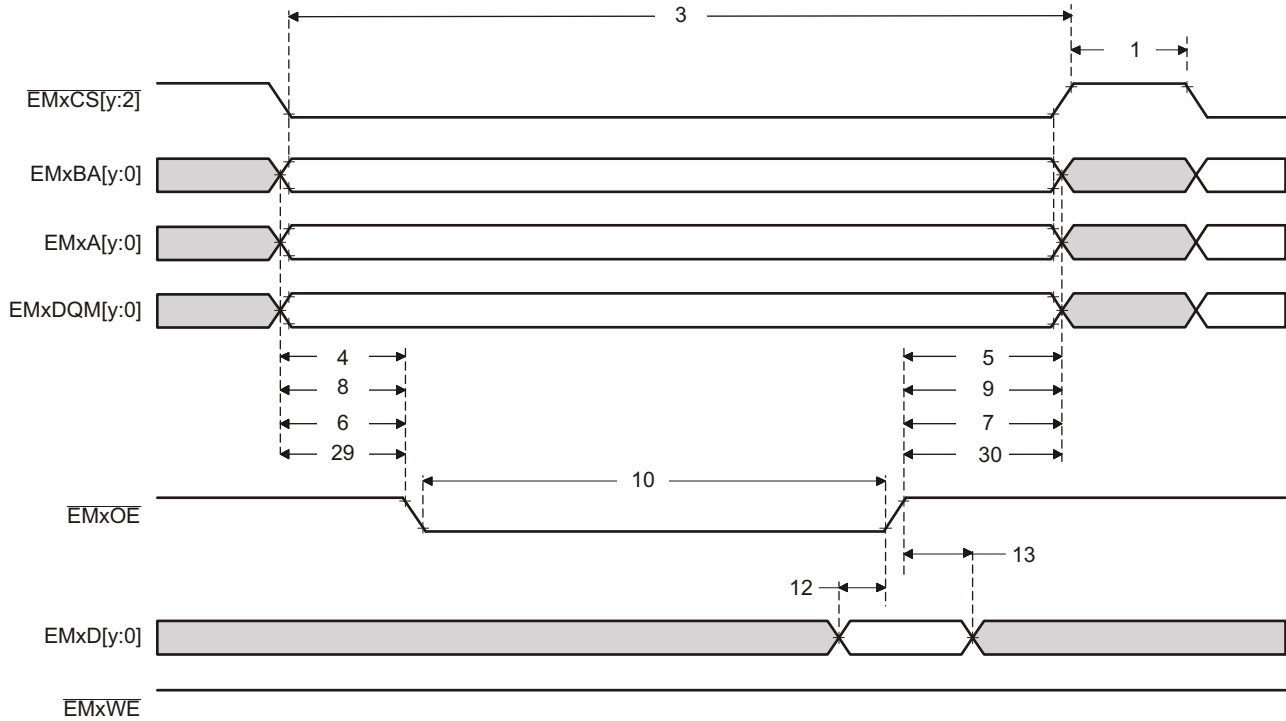 3
1
EMxCS[y:2]
EMxBA[y:0]
EMxA[y:0]
EMxDQM[y:0]
4 5
8 9
6 7
29 30
10
EMxOE
13
12
EMxD[y:0]
EMxWE